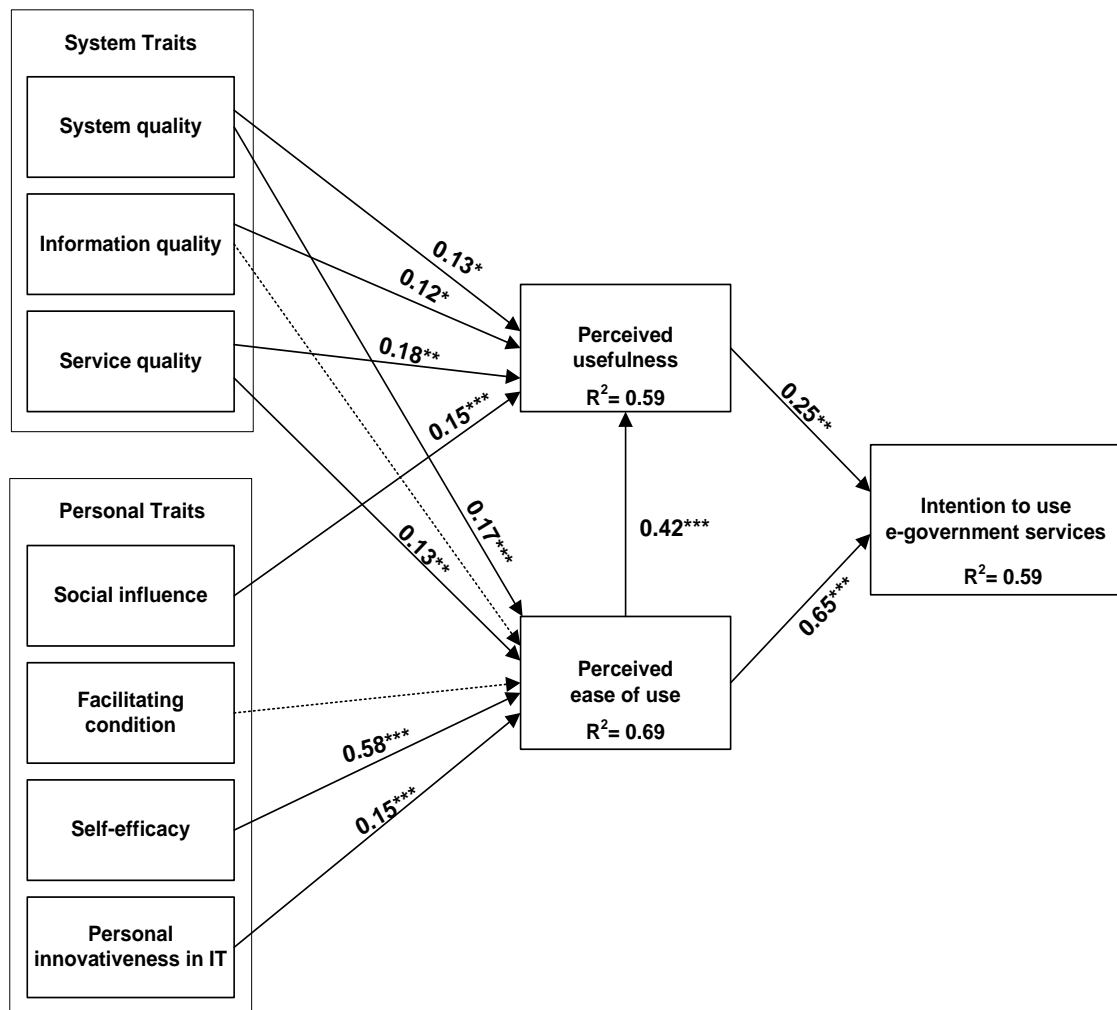 System Traits
System quality
Information quality
Service quality
Personal Traits
Social influence
Facilitating
condition
Self-efficacy
Personal
innovativeness in IT
0.13*
0.12*
0.18**
0.15***
0.17***
0.13**
0.58***
0.15***
Perceived
usefulness
R²= 0.59
0.42***
Perceived
ease of use
R²= 0.69
0.25**
0.65***
Intention to use
e-government services
R²= 0.59